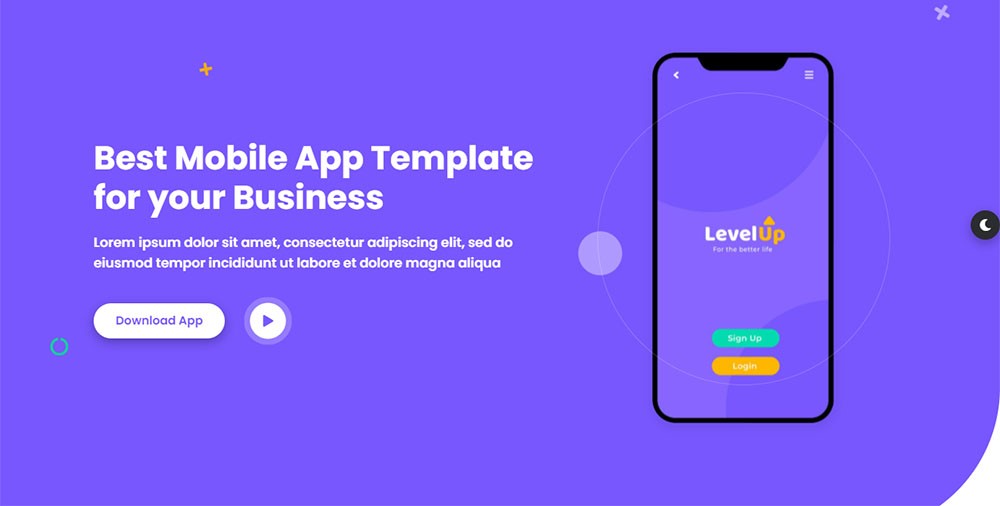 Best Mobile App Template
for your Business
Lorem ipsum dolor sit amet, consectetur adipiscing elit, sed do
eiusmod tempor incididunt ut labore et dolore magna aliqua
Download App
LevelUp
For the better life
Sign Up
Login